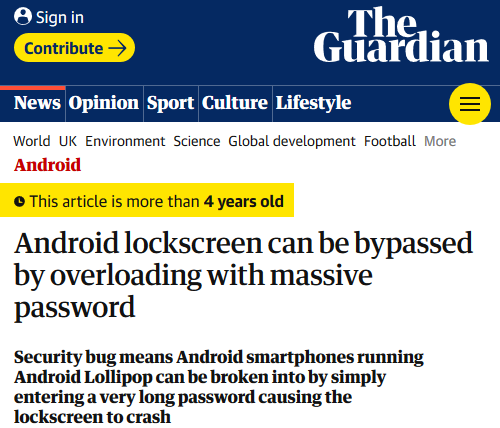 Sign in
Contribute →
The
Guardian
News Opinion Sport Culture Lifestyle
World UK Environment Science Global development Football More
Android
This article is more than 4 years old
Android lockscreen can be bypassed
by overloading with massive
password
Security bug means Android smartphones running
Android Lollipop can be broken into by simply
entering a very long password causing the
lockscreen to crash